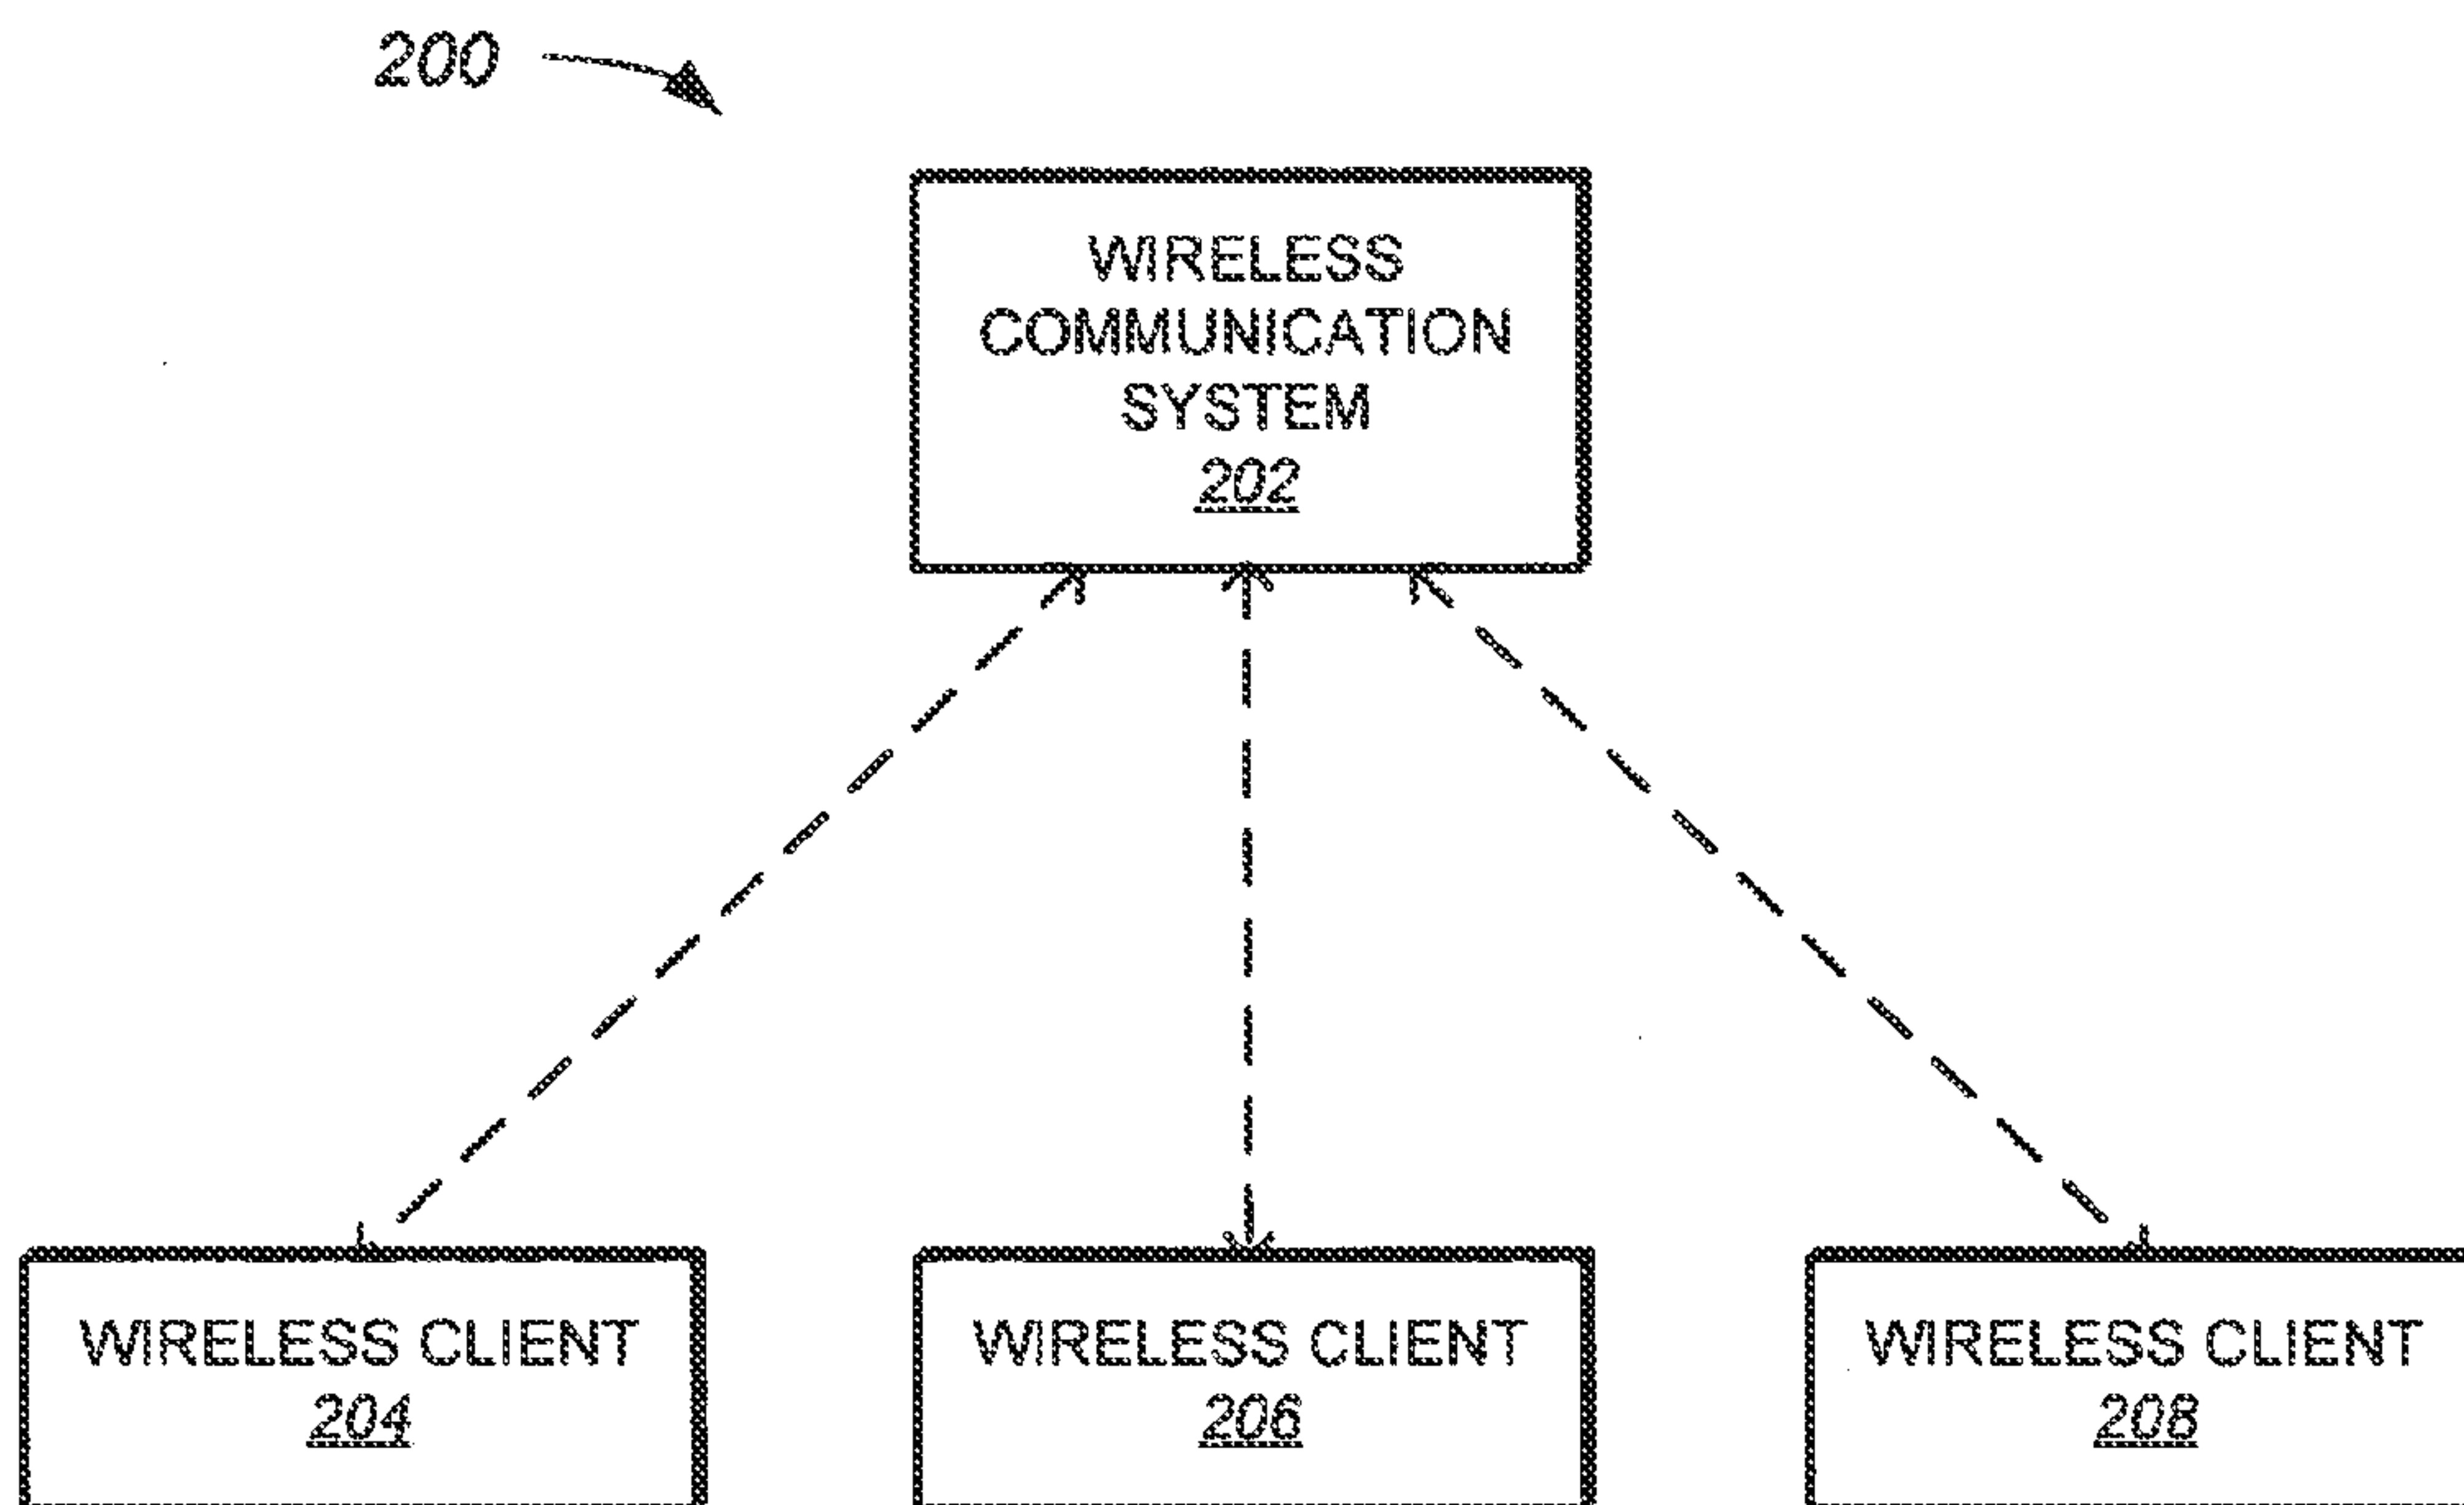 200
WIRELESS
COMMUNICATION
SYSTEM
202
WIRELESS CLIENT
204
WIRELESS CLIENT
206
WIRELESS CLIENT
208